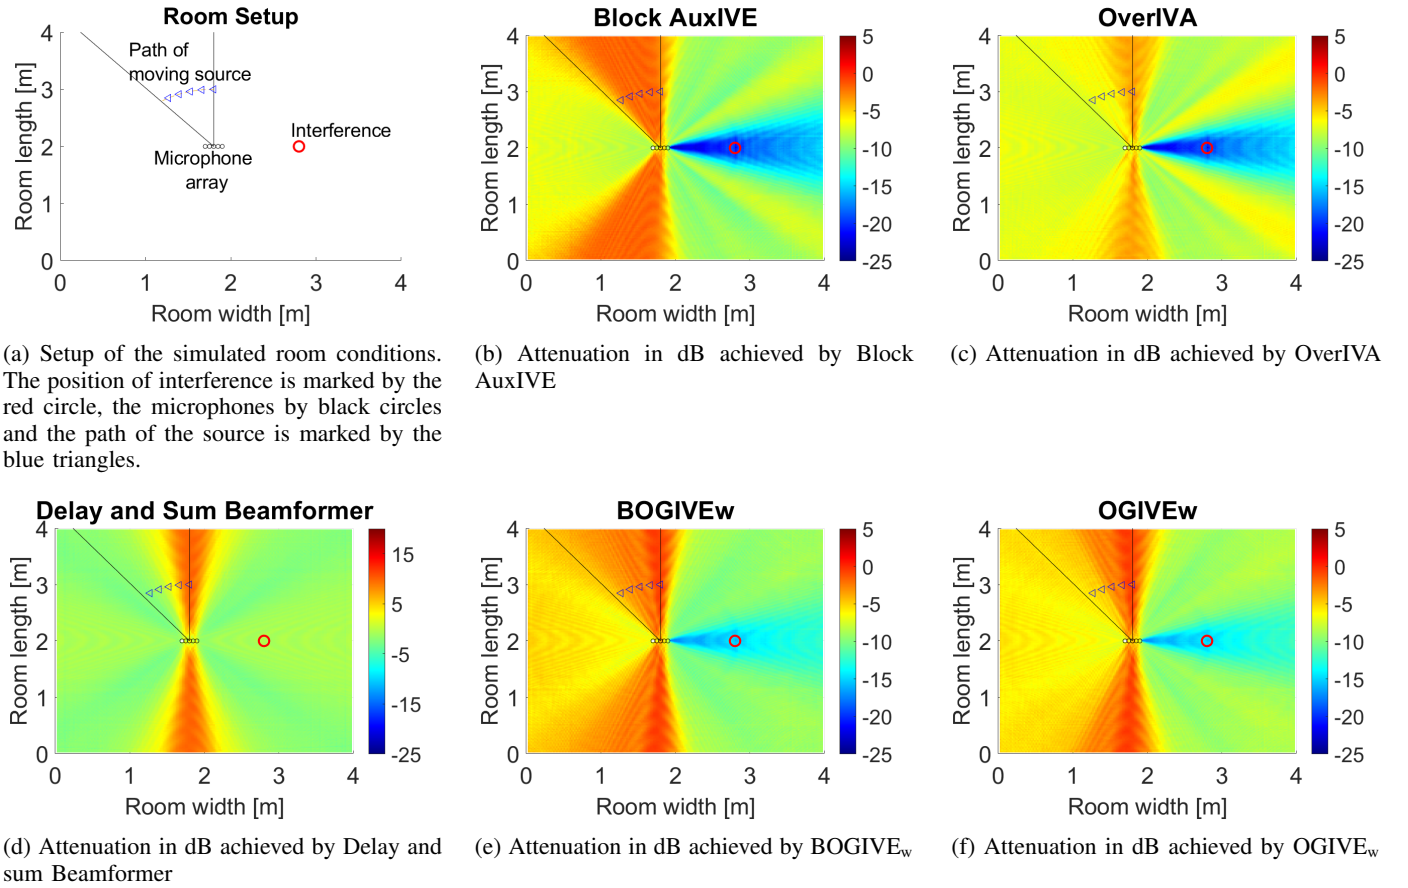 Room Setup
4
3
2
1
0
0
1
2
3
4
Room length [m]
Room width [m]
Path of
moving source
Interference
Microphone
array
(a) Setup of the simulated room conditions.
The position of interference is marked by the
red circle, the microphones by black circles
and the path of the source is marked by the
blue triangles.
Block AuxIVE
4
3
2
1
0
0
1
2
3
4
Room length [m]
Room width [m]
5
0
-5
-10
-15
-20
-25
(b) Attenuation in dB achieved by Block
AuxIVE
OverIVA
4
3
2
1
0
0
1
2
3
4
Room length [m]
Room width [m]
5
0
-5
-10
-15
-20
-25
(c) Attenuation in dB achieved by OverIVA
Delay and Sum Beamformer
4
3
2
1
0
0
1
2
3
4
Room length [m]
Room width [m]
15
5
-5
-15
-25
(d) Attenuation in dB achieved by Delay and
sum Beamformer
BOGIVEw
4
3
2
1
0
0
1
2
3
4
Room length [m]
Room width [m]
5
0
-5
-10
-15
-20
-25
(e) Attenuation in dB achieved by BOGIVEw
OGIVEw
4
3
2
1
0
0
1
2
3
4
Room length [m]
Room width [m]
5
0
-5
-10
-15
-20
-25
(f) Attenuation in dB achieved by OGIVEw